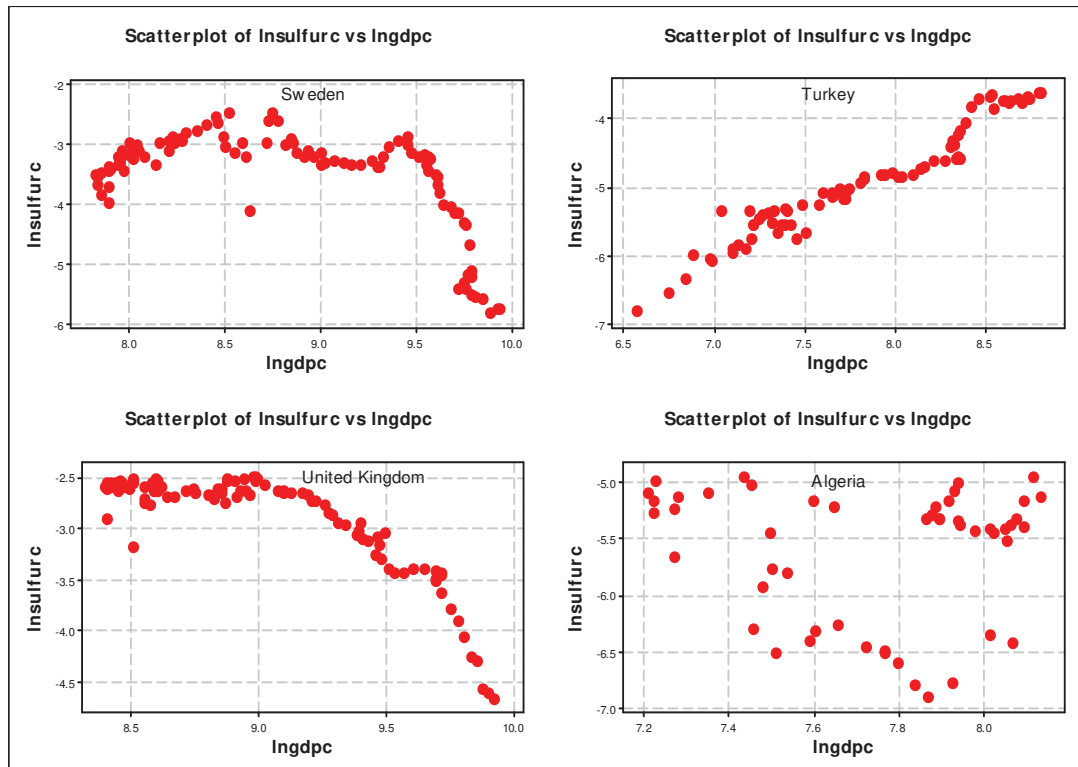 Scatterplot of lnsulfurc vs lngdpc
Sweden
lnsulfurc
-2
-3
-4
-5
-6
8.0 8.5 9.0 9.5 10.0
lngdpc
Scatterplot of lnsulfurc vs lngdpc
Turkey
lnsulfurc
-4
-5
-6
-7
6.5 7.0 7.5 8.0 8.5
lngdpc
Scatterplot of lnsulfurc vs lngdpc
United Kingdom
lnsulfurc
-2.5
-3.0
-3.5
-4.0
-4.5
8.5 9.0 9.5 10.0
lngdpc
Scatterplot of lnsulfurc vs lngdpc
Algeria
lnsulfurc
-5.0
-5.5
-6.0
-6.5
-7.0
7.2 7.4 7.6 7.8 8.0
lngdpc